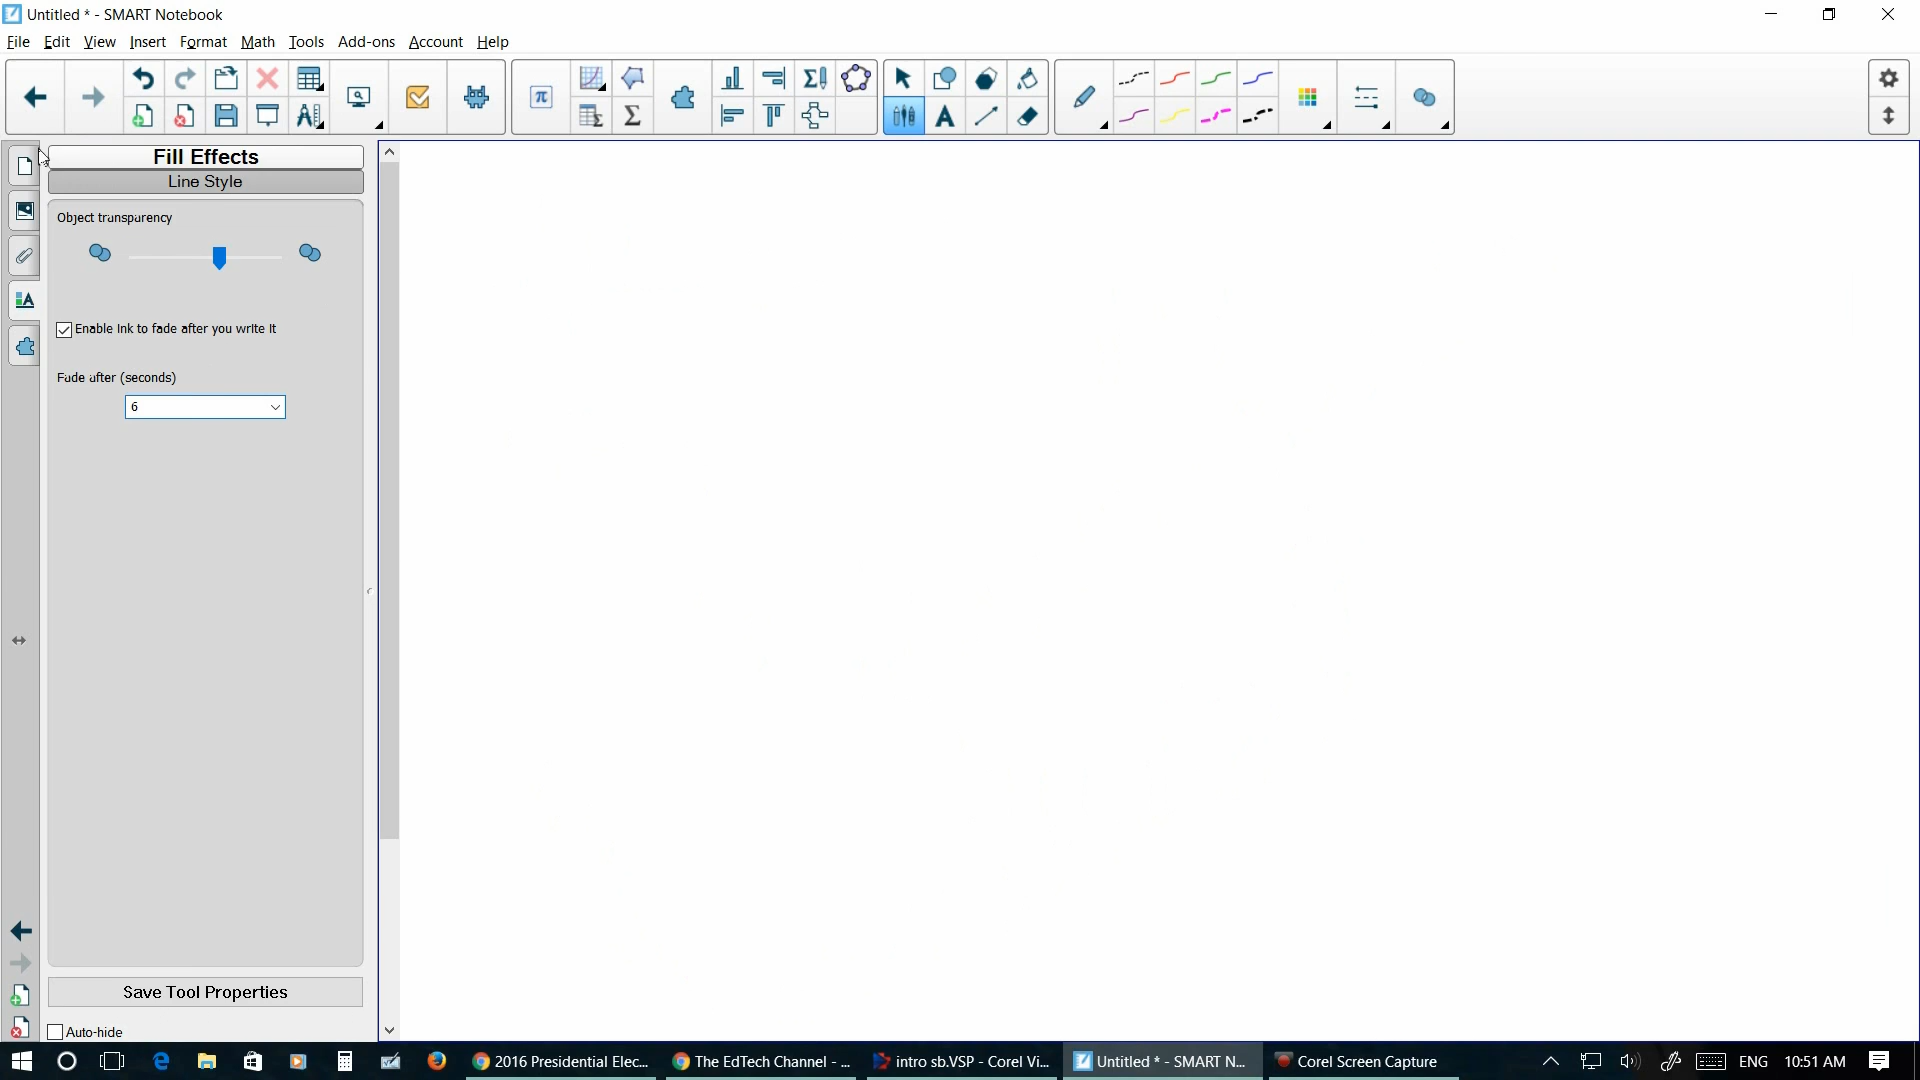 Untitled * - SMART Notebook
File Edit View Insert Format Math Tools Add-ons Account Help
Fill Effects
Line Style
Object transparency
Enable ink to fade after you write it
Fade after (seconds)
6
Save Tool Properties
Auto-hide
2016 Presidential Elec... The EdTech Channel - ... intro sb.VSP - Corel Vi... Untitled * - SMART N... Corel Screen Capture ENG 10:51 AM